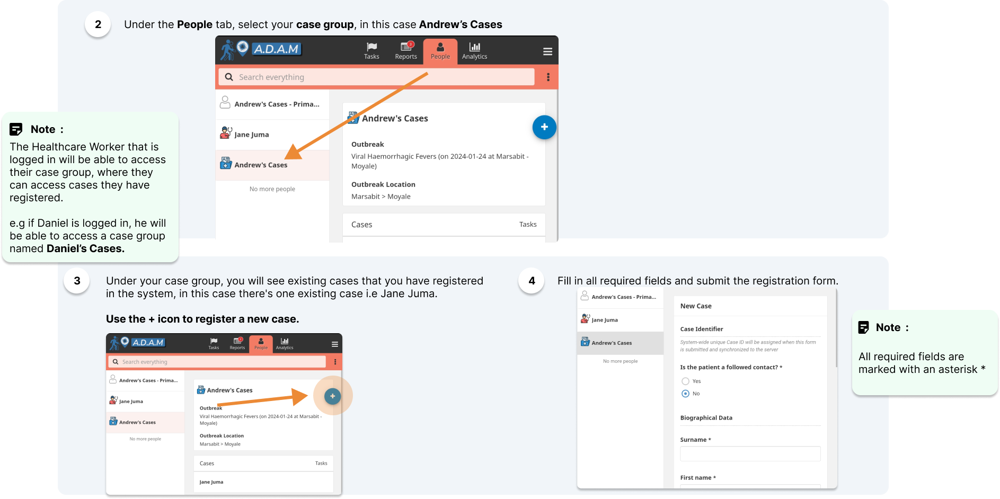 2
Under the People tab, select your case group, in this case Andrew’s Cases
A.D.A.M
Tasks
Reports
3
People
Analytics
Search everything
Andrew's Cases - Prima...
Jane Juma
Andrew's Cases
No more people
Andrew's Cases
+
Outbreak
Viral Haemorrhagic Fevers (on 2024-01-24 at Marsabit -
Moyale)
Outbreak Location
Marsabit > Moyale
Cases
Tasks
Note :
The Healthcare Worker that is
logged in will be able to access
their case group, where they
can access cases they have
registered.
e.g if Daniel is logged in, he will
be able to access a case group
named Daniel’s Cases.
3
Under your case group, you will see existing cases that you have registered
in the system, in this case there's one existing case i.e Jane Juma.
Use the + icon to register a new case.
A.D.A.M
Tasks
Reports
3
People
Analytics
Search everything
Andrew's Cases - Prima...
Jane Juma
Andrew's Cases
No more people
Andrew's Cases
+
Outbreak
Viral Haemorrhagic Fevers (on 2024-01-24 at Marsabit -
Moyale)
Outbreak Location
Marsabit > Moyale
Cases
Tasks
Jane Juma
4
Fill in all required fields and submit the registration form.
Andrew's Cases - Prima...
Jane Juma
Andrew's Cases
No more people
New Case
Case Identifier
System-wide unique Case ID will be assigned when this form
is submitted and synchronized to the server
Is the patient a followed contact? *
Yes
No
Biographical Data
Surname *
First name *
Note :
All required fields are
marked with an asterisk *